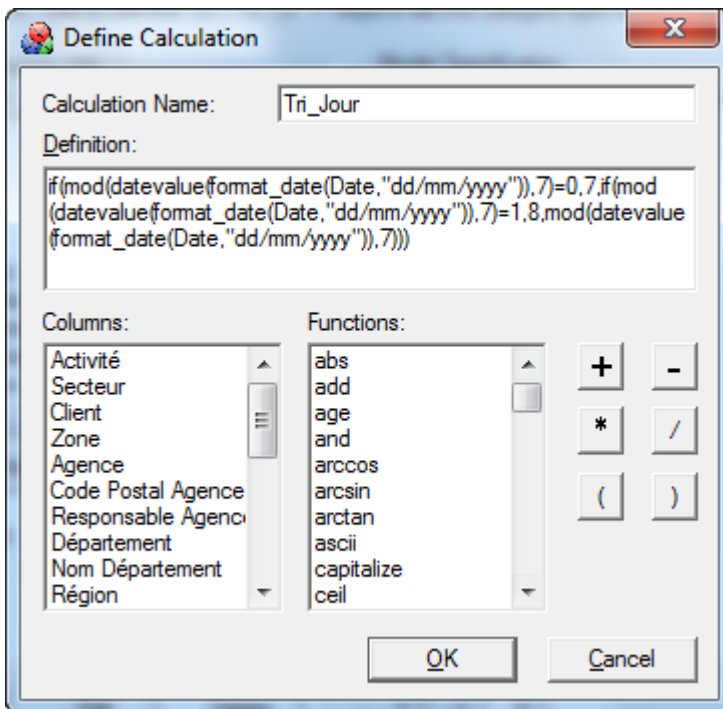 Define Calculation
Calculation Name: Tri_Jour
Definition:
if(mod(datevalue(format_date(Date,"dd/mm/yyyy")),7)=0,7,if(mod
(datevalue(format_date(Date,"dd/mm/yyyy")),7)=1,8,mod(datevalue
(format_date(Date,"dd/mm/yyyy")),7)))
Columns:
Activité
Secteur
Client
Zone
Agence
Code Postal Agence
Responsable Agenc
Département
Nom Département
Région
Functions:
abs
add
age
and
arccos
arcsin
arctan
ascii
capitalize
ceil
+ -
* /
( )
OK Cancel